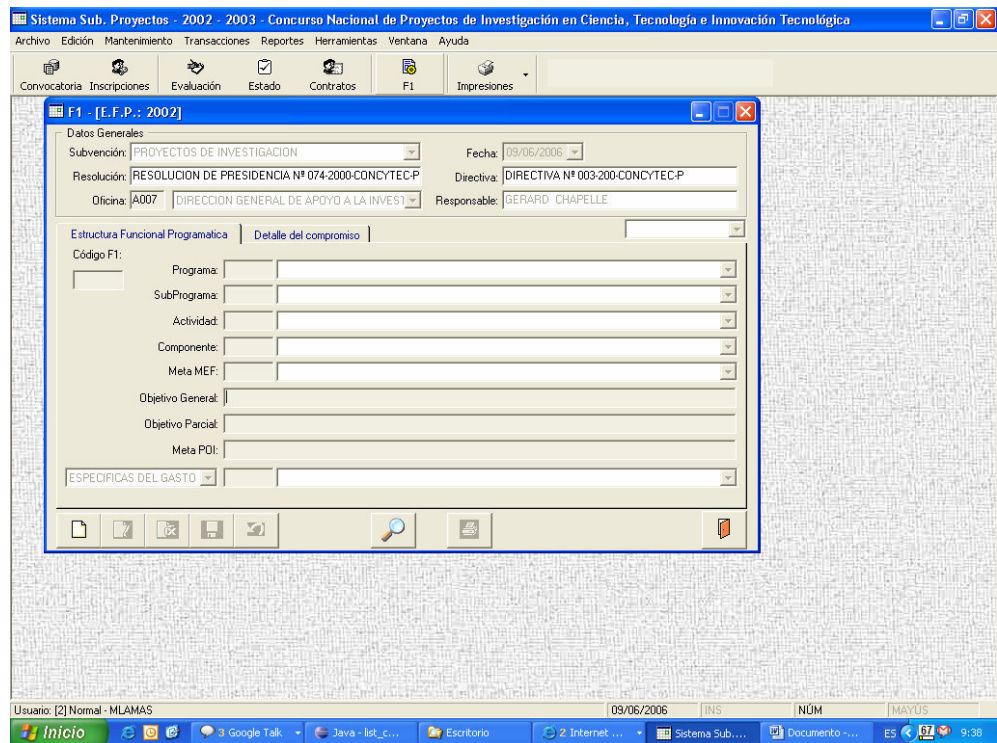 Sistema Sub. Proyectos - 2002 - 2003 - Concurso Nacional de Proyectos de Investigación en Ciencia, Tecnología e Innovación Tecnológica
Archivo Edición Mantenimiento Transacciones Reportes Herramientas Ventana Ayuda
Convocatoria Inscripciones Evaluación Estado Contratos F1 Impresiones
F1 - [E.F.P.: 2002]
Datos Generales
Subvención: PROYECTOS DE INVESTIGACION Fecha: 09/06/2006
Resolución: RESOLUCION DE PRESIDENCIA Nº 074-2000-CONCYTEC-P Directiva: DIRECTIVA Nº 003-200-CONCYTEC-P
Oficina: A007 DIRECCION GENERAL DE APOYO A LA INVEST Responsable: GERARD CHAPELLE
Estructura Funcional Programatica Detalle del compromiso
Código F1:
Programa:
SubPrograma:
Actividad:
Componente:
Meta MEF:
Objetivo General:
Objetivo Parcial:
Meta POI:
ESPECIFICAS DEL GASTO
Usuario: [2] Normal - MLAMAS 09/06/2006 INS NÚM MAYÚS
Inicio 3 Google Talk Java - list_c... Escritorio 2 Internet ... Sistema Sub.... Documento -... ES 67 9:38